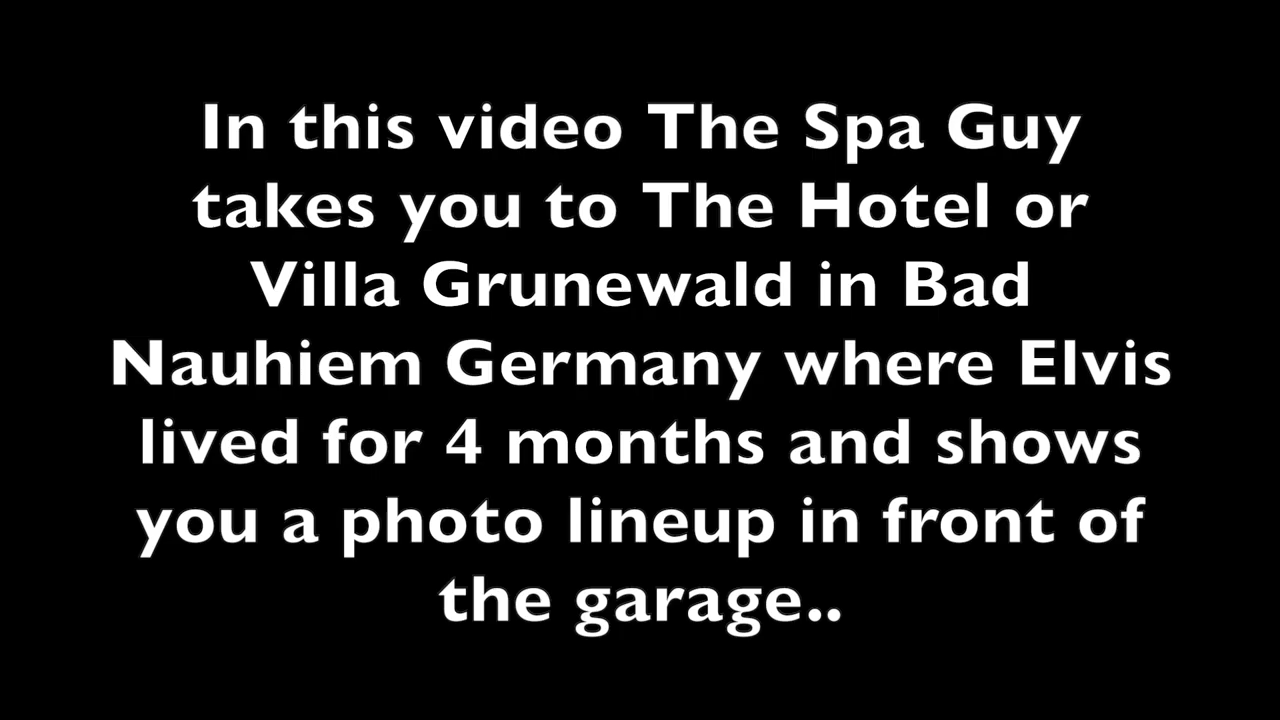 In this video The Spa Guy
takes you to The Hotel or
Villa Grunewald in Bad
Nauhiem Germany where Elvis
lived for 4 months and shows
you a photo lineup in front of
the garage..